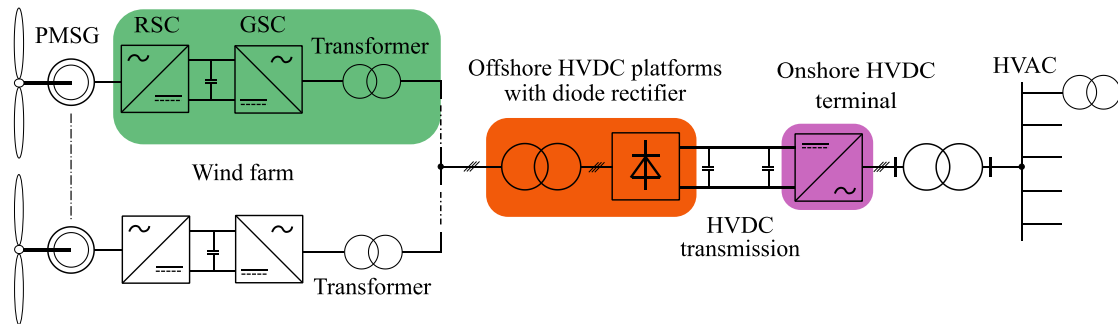 PMSG
RSC
GSC
Transformer
Offshore HVDC platforms
with diode rectifier
Onshore HVDC
terminal
HVAC
Wind farm
HVDC
transmission
Transformer